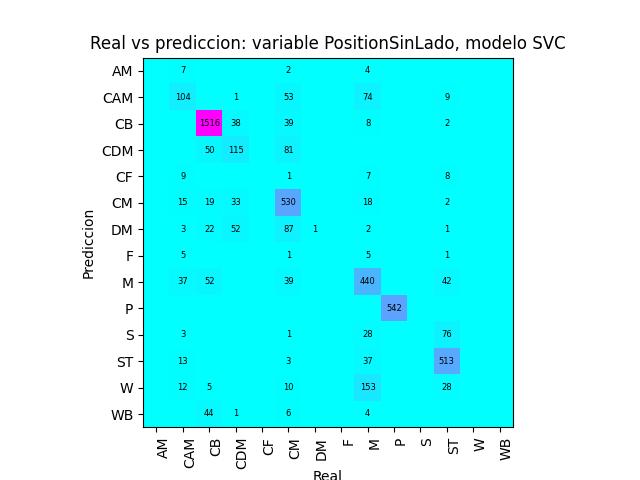 Real vs prediccion: variable PositionSinLado, modelo SVC
AM 7 2 4
CAM 104 1 53 74 9
CB 1516 38 39 8 2
CDM 50 115 81
CF 9 1 7 8
CM 15 19 33 530 18 2
DM 3 22 52 87 1 2 1
F 5 1 5 1
M 37 52 39 440 42
P 542
S 3 1 28 76
ST 13 3 37 513
W 12 5 10 153 28
WB 44 1 6 4
Prediccion
AM CAM CB CDM CF CM DM F M P S ST W WB
Real